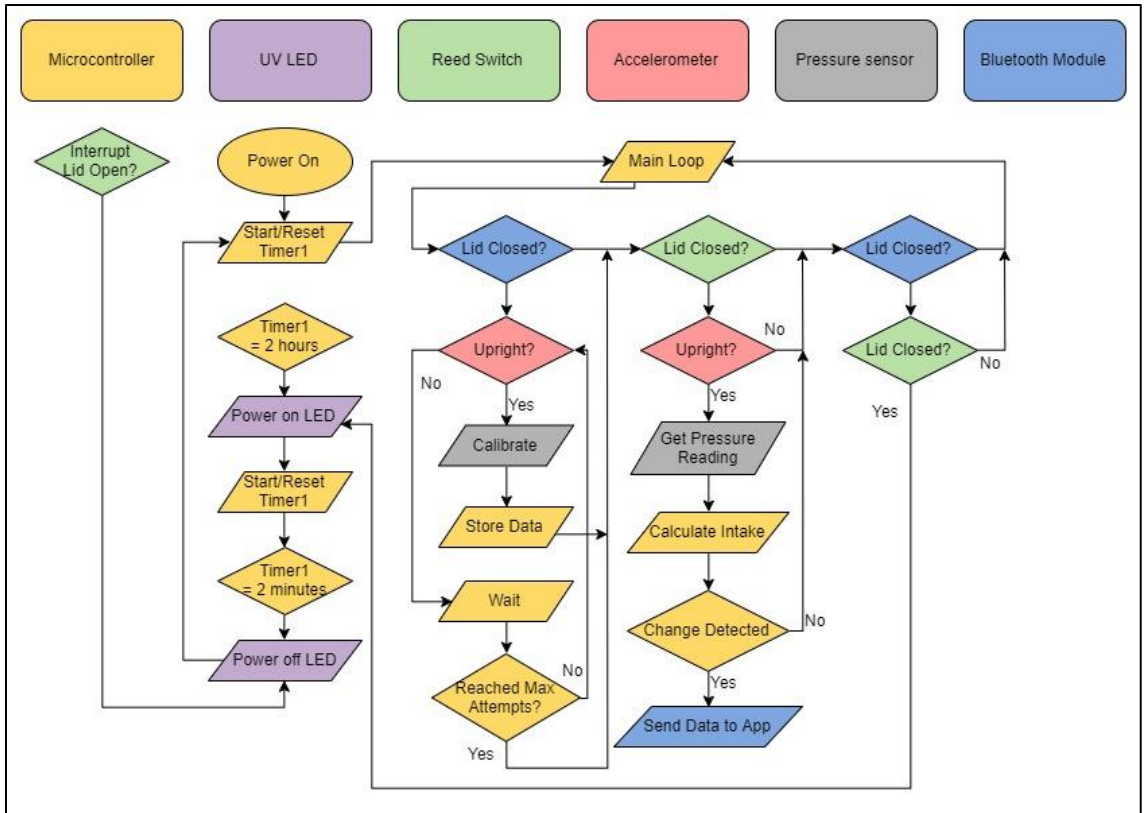 Microcontroller
UV LED
Reed Switch
Accelerometer
Pressure sensor
Bluetooth Module
Interrupt
Lid Open?
Power On
Main Loop
Start/Reset
Timer1
Lid Closed?
Lid Closed?
Lid Closed?
Timer1
= 2 hours
Upright?
No
Yes
Upright?
No
Yes
Lid Closed?
No
Yes
Power on LED
Calibrate
Get Pressure
Reading
Start/Reset
Timer1
Store Data
Calculate Intake
Timer1
= 2 minutes
Wait
Change Detected
No
Yes
Power off LED
Reached Max
Attempts?
No
Yes
Send Data to App